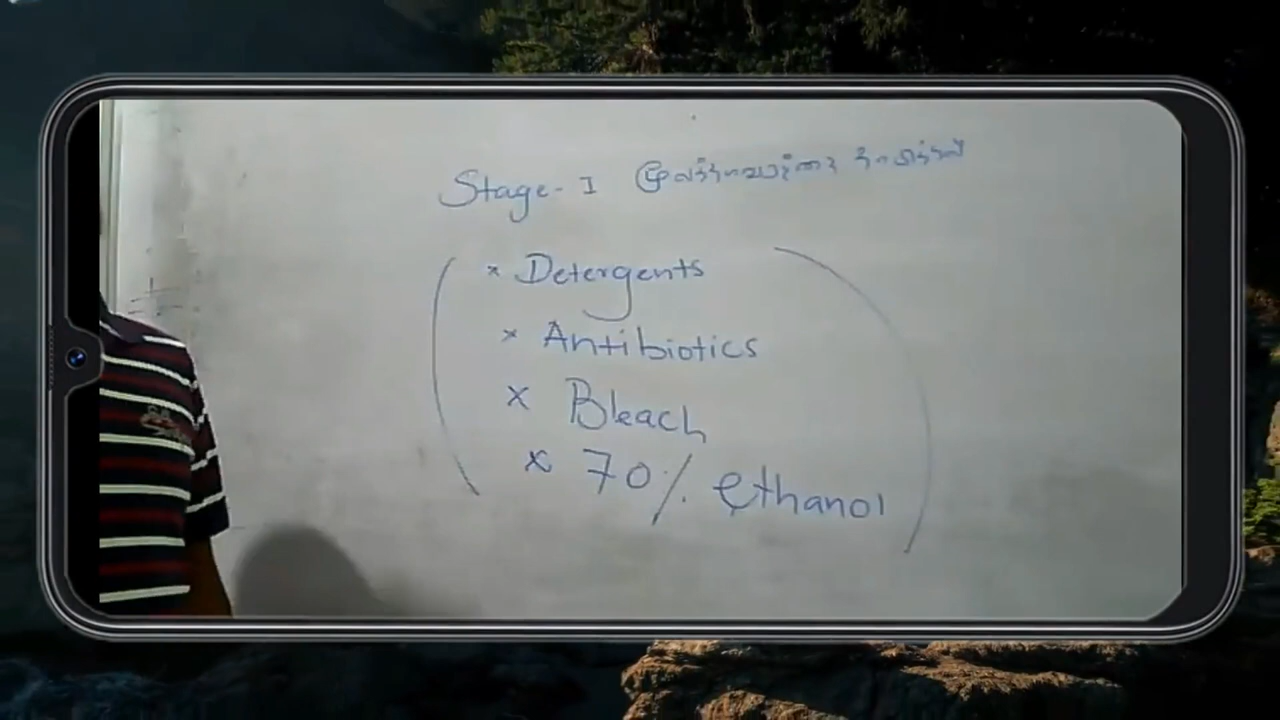 Stage - I
× Detergents
× Antibiotics
× Bleach
× 70% ethanol